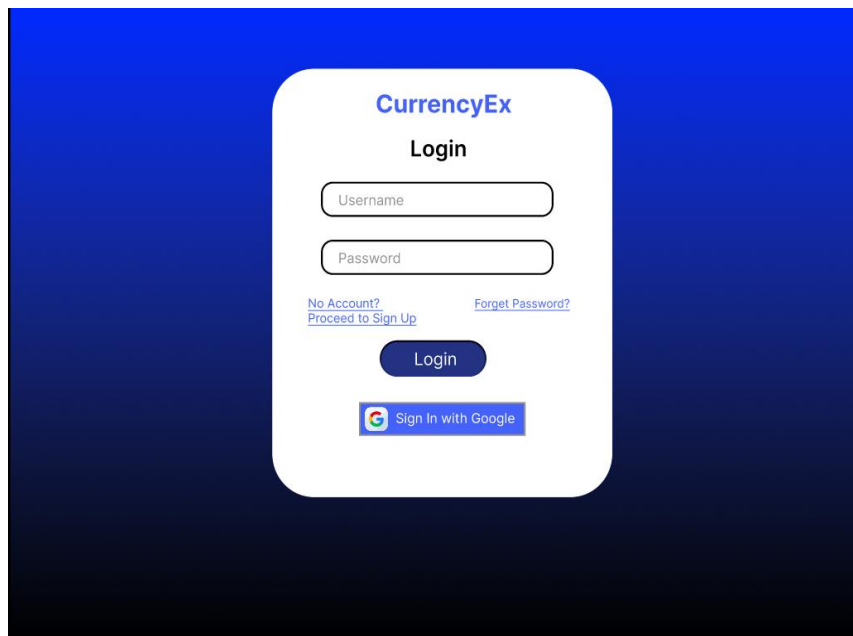 CurrencyEx
Login
Username
Password
No Account?
Forget Password?
Proceed to Sign Up
Login
G Sign In with Google